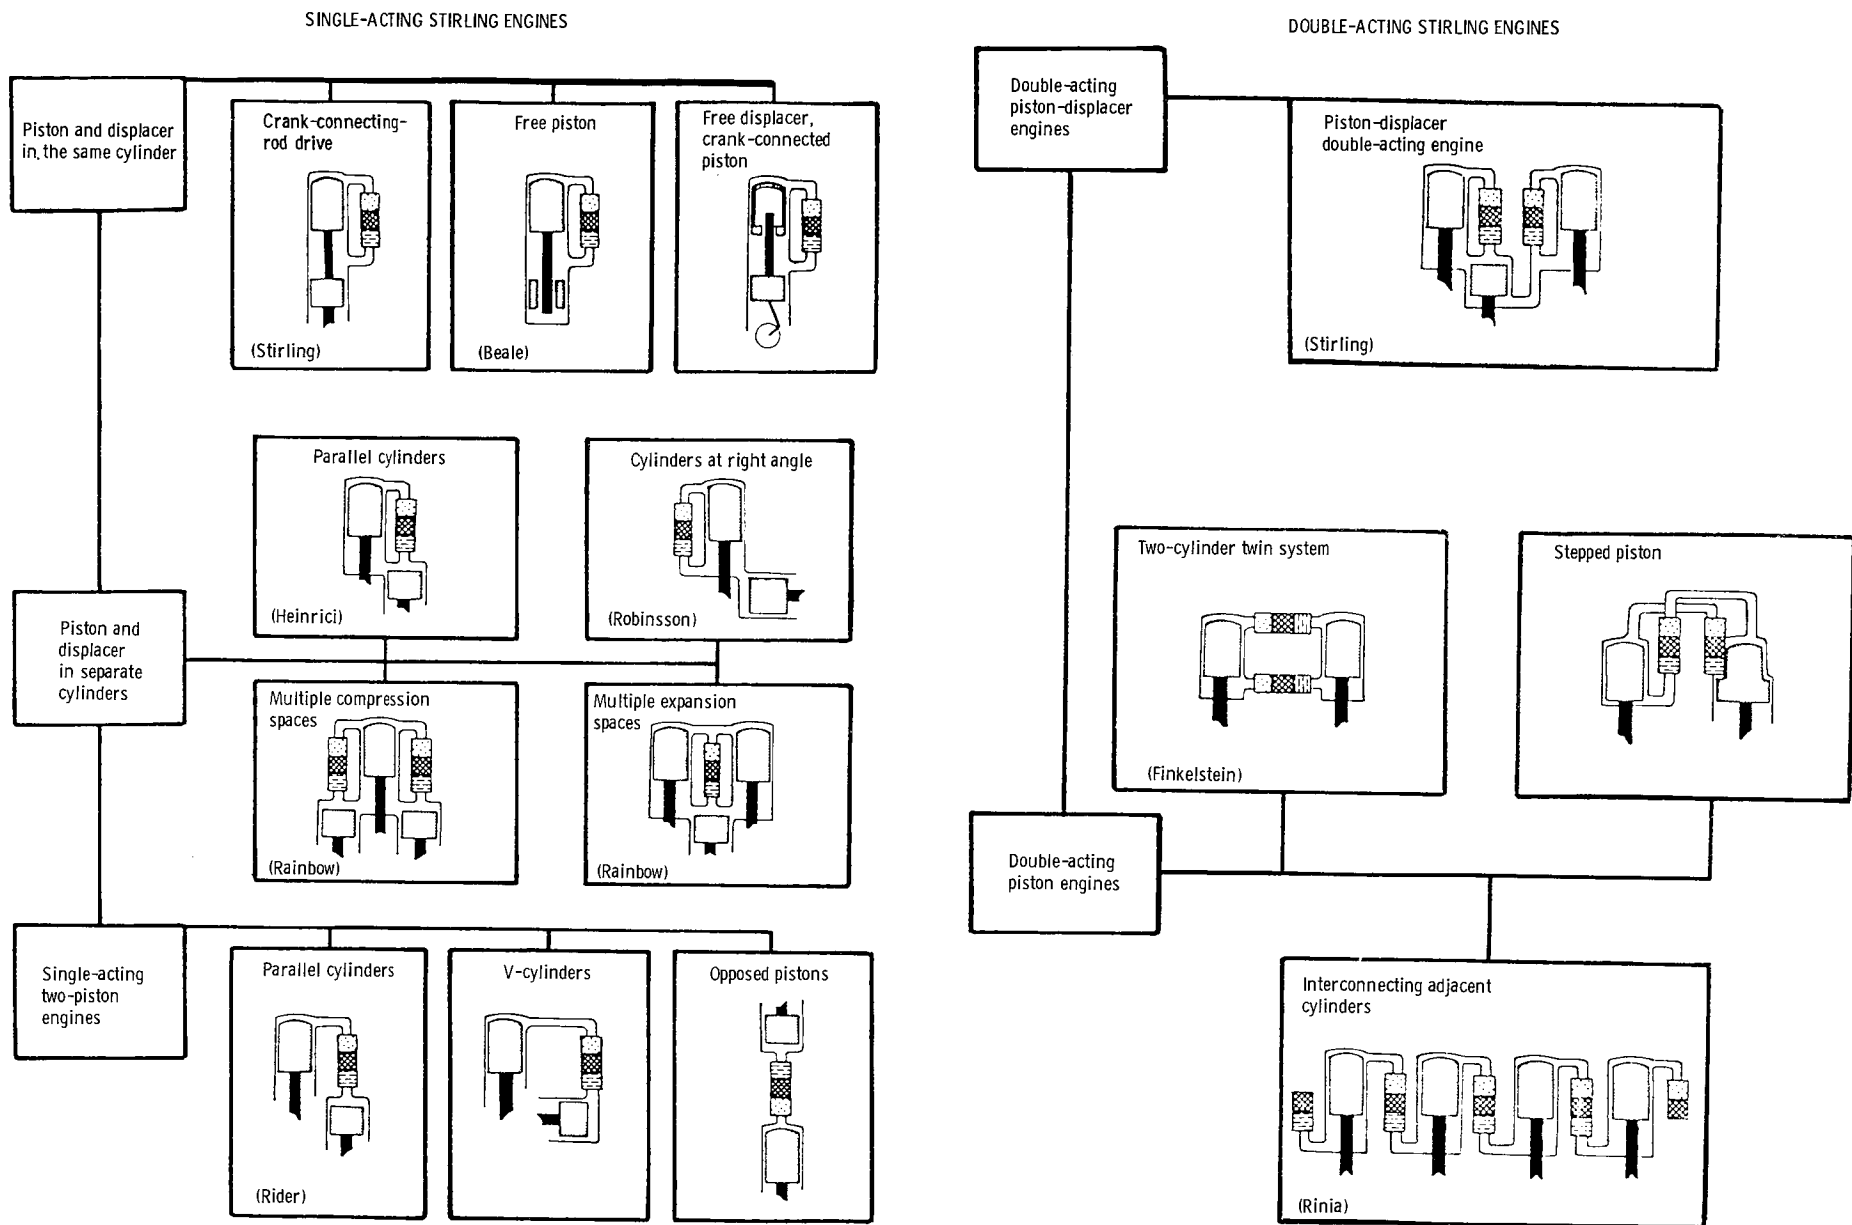 SINGLE-ACTING STIRLING ENGINES
Piston and displacer
in, the same cylinder
Crank-connecting-
rod drive
(Stirling)
Free piston
(Beale)
Free displacer,
crank-connected
piston
Parallel cylinders
(Heinrici)
Cylinders at right angle
(Robinsson)
Piston and
displacer
in separate
cylinders
Multiple compression
spaces
(Rainbow)
Multiple expansion
spaces
(Rainbow)
Single-acting
two-piston
engines
Parallel cylinders
(Rider)
V-cylinders
Opposed pistons
DOUBLE-ACTING STIRLING ENGINES
Double-acting
piston-displacer
engines
Piston-displacer
double-acting engine
(Stirling)
Two-cylinder twin system
(Finkelstein)
Stepped piston
Double-acting
piston engines
Interconnecting adjacent
cylinders
(Rinia)